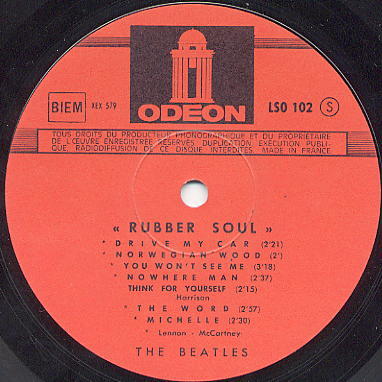 ODEON
BIEM
XEX 579
LSO 102 S
TOUS DROITS DU PRODUCTEUR PHONOGRAPHIQUE ET DU PROPRIÉTAIRE
DE L'ŒUVRE ENREGISTRÉE RÉSERVÉS. DUPLICATION, EXÉCUTION PUBLI-
QUE, RADIODIFFUSION DE CE DISQUE INTERDITES. MADE IN FRANCE
« RUBBER SOUL »
* DRIVE MY CAR (2'21)
* NORWEGIAN WOOD (2')
* YOU WON'T SEE ME (3'18)
* NOWHERE MAN (2'37)
THINK FOR YOURSELF (2'15)
Harrison
* THE WORD (2'57)
* MICHELLE (2'30)
* Lennon - McCartney
THE BEATLES